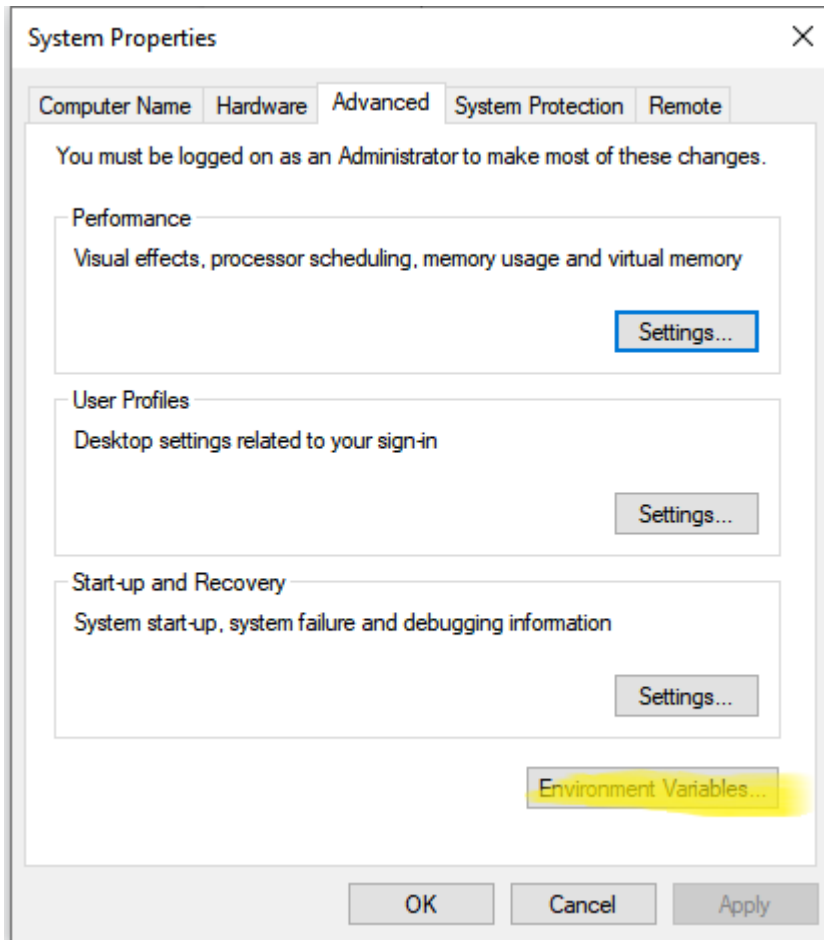 System Properties
Computer Name Hardware Advanced System Protection Remote
You must be logged on as an Administrator to make most of these changes.
Performance
Visual effects, processor scheduling, memory usage and virtual memory
Settings...
User Profiles
Desktop settings related to your sign-in
Settings...
Start-up and Recovery
System start-up, system failure and debugging information
Settings...
Environment Variables...
OK Cancel Apply